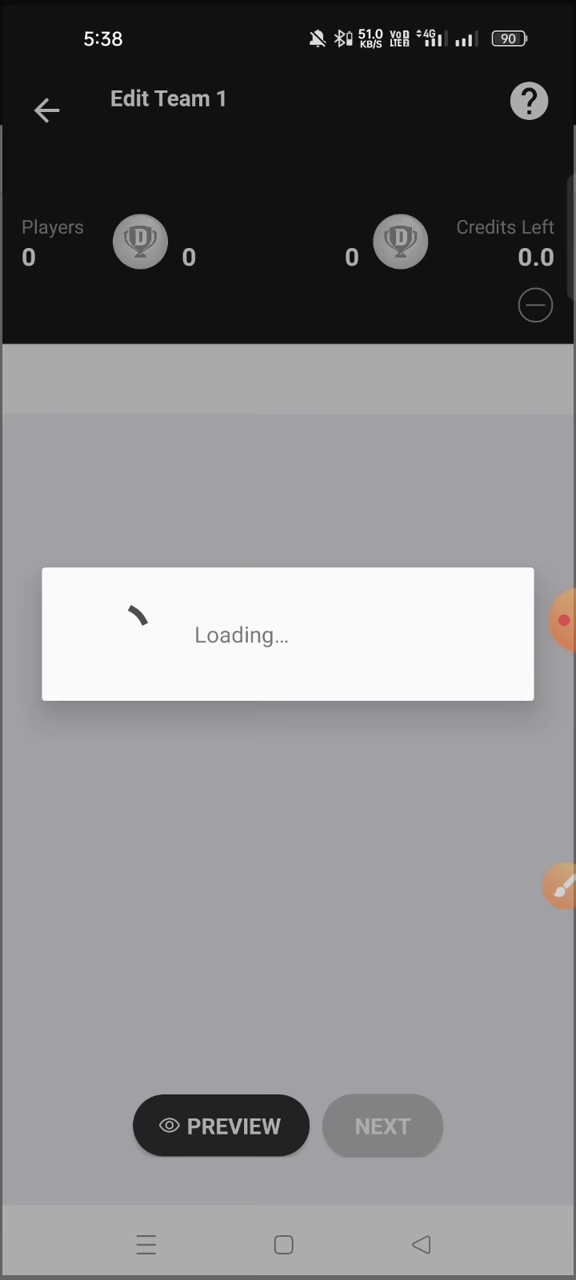 5:38 51.0 KB/S Vo LTE 4G 90
Edit Team 1 ?
Players Credits Left
0 D 0 0 D 0.0
Loading...
PREVIEW NEXT